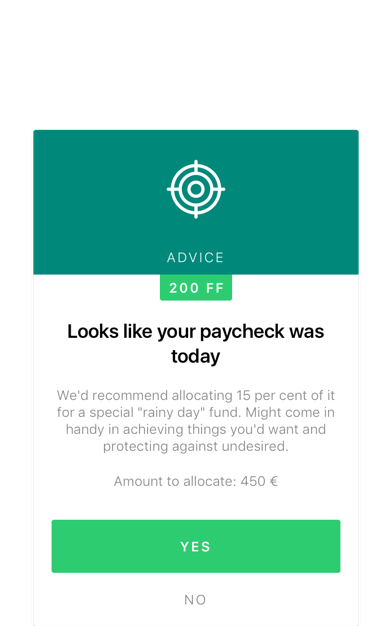 ADVICE
200 FF
Looks like your paycheck was
today
We'd recommend allocating 15 per cent of it
for a special "rainy day" fund. Might come in
handy in achieving things you'd want and
protecting against undesired.
Amount to allocate: 450 €
YES
NO